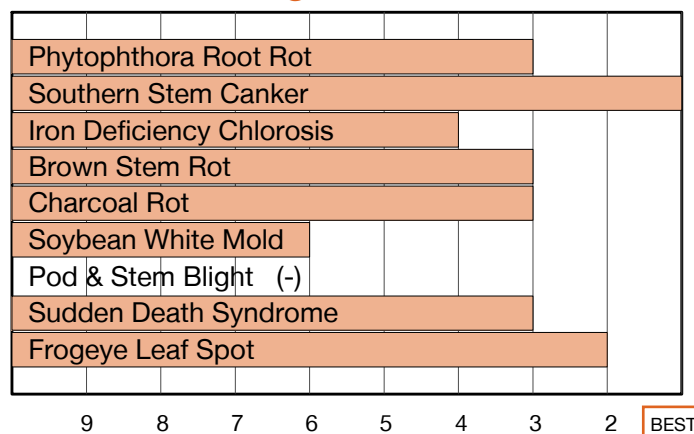 Phytophthora Root Rot
Southern Stem Canker
Iron Deficiency Chlorosis
Brown Stem Rot
Charcoal Rot
Soybean White Mold
Pod & Stem Blight (-)
Sudden Death Syndrome
Frogeye Leaf Spot
9 8 7 6 5 4 3 2 BEST